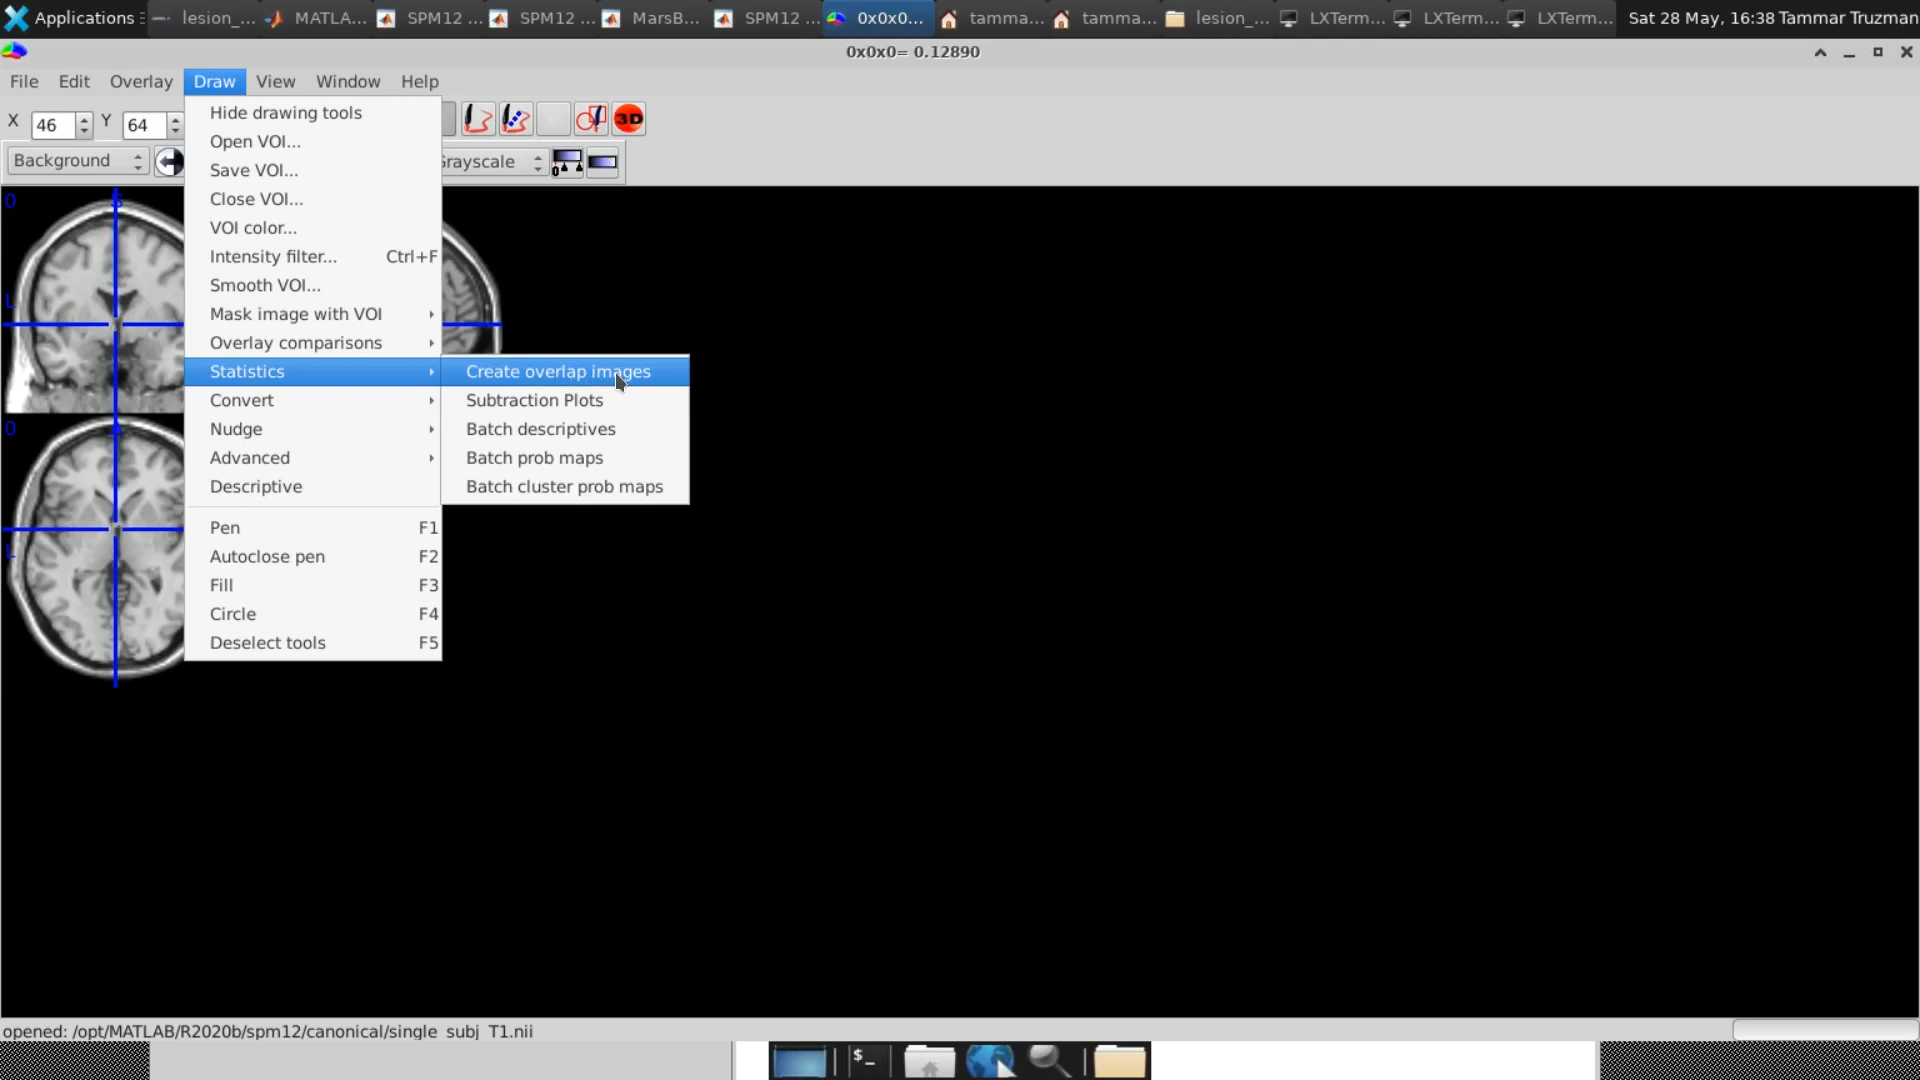 Applications lesion_... MATLA... SPM12 ... SPM12 ... MarsB... SPM12 ... 0x0x0... tamma... tamma... lesion_... LXTerm... LXTerm... LXTerm... Sat 28 May, 16:38 Tammar Truzman
0x0x0= 0.12890
File Edit Overlay Draw View Window Help
X 46 Y 64 3D
Background Grayscale
Hide drawing tools
Open VOI...
Save VOI...
Close VOI...
VOI color...
Intensity filter... Ctrl+F
Smooth VOI...
Mask image with VOI
Overlay comparisons
Statistics
Convert
Nudge
Advanced
Descriptive
Pen F1
Autoclose pen F2
Fill F3
Circle F4
Deselect tools F5
Create overlap images
Subtraction Plots
Batch descriptives
Batch prob maps
Batch cluster prob maps
0
L
0
L
opened: /opt/MATLAB/R2020b/spm12/canonical/single_subj_T1.nii
$_